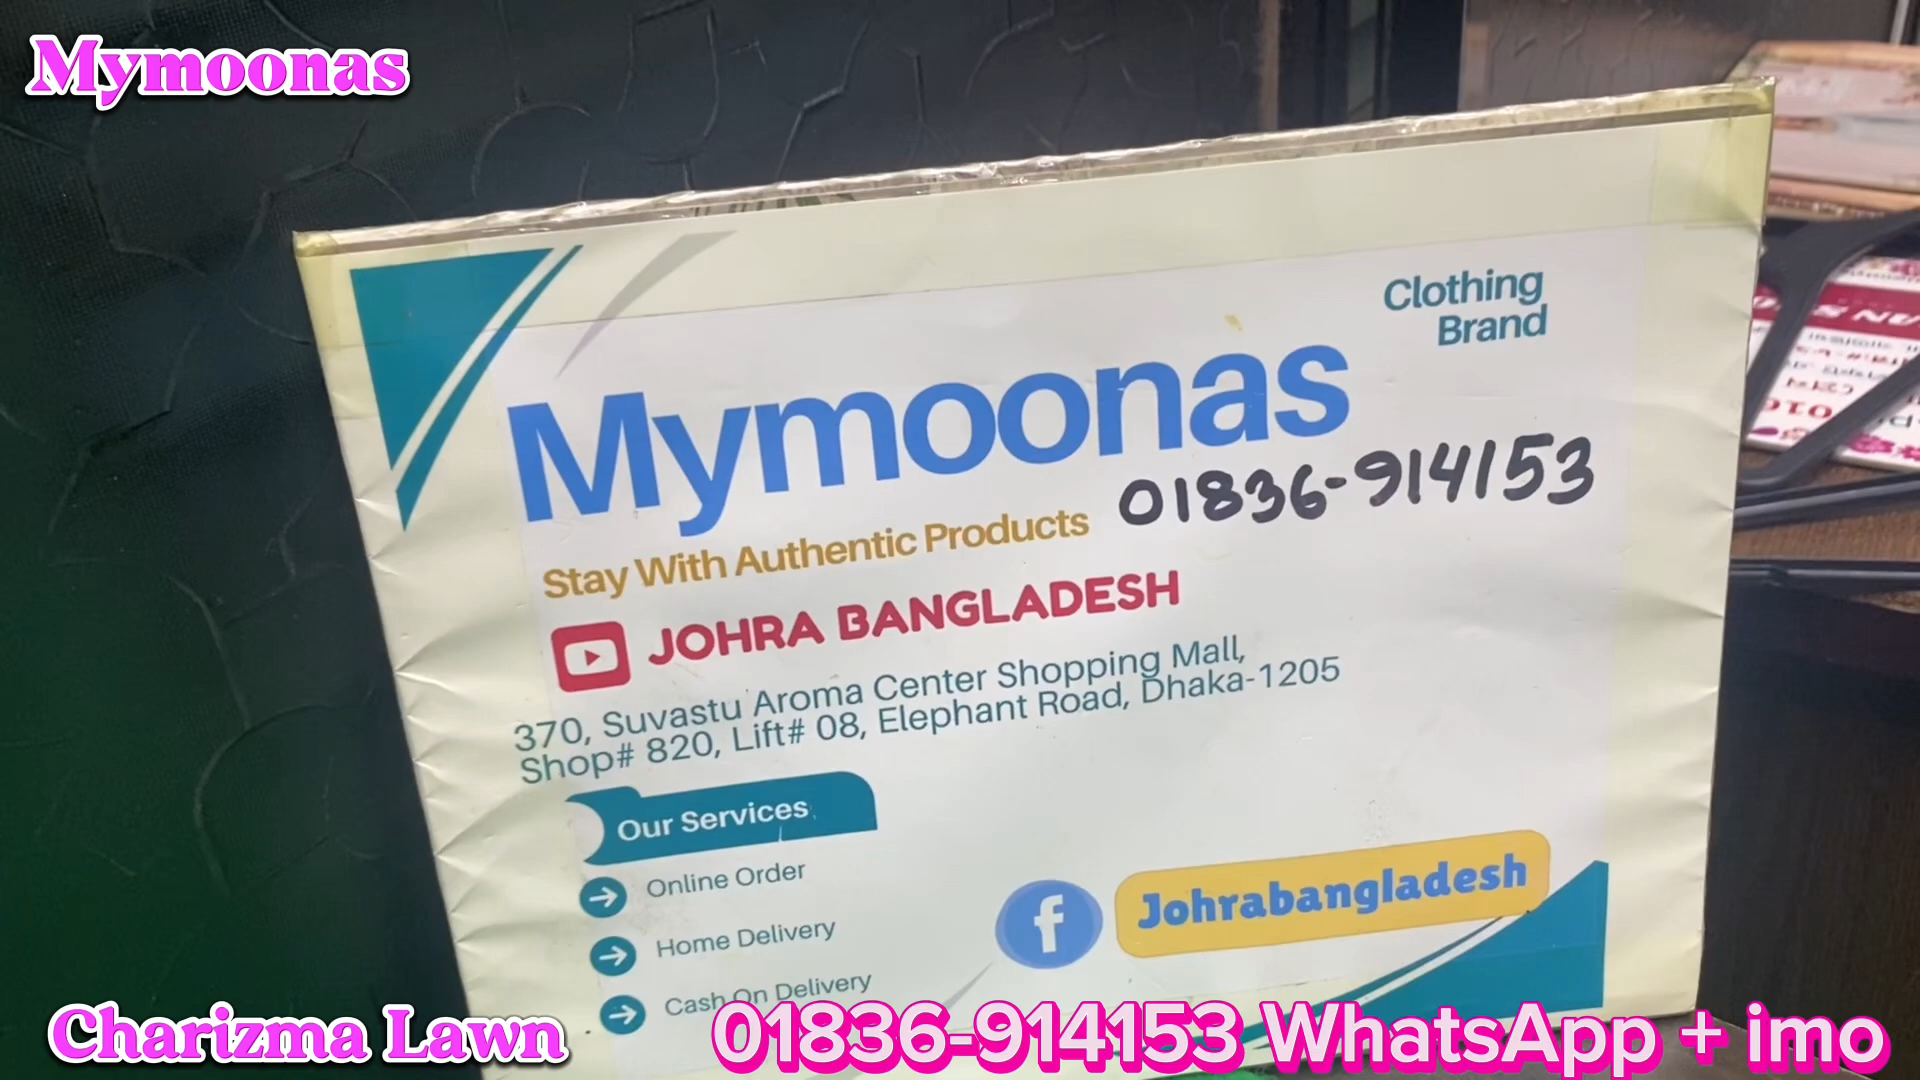 Mymoonas
Clothing
Brand
Mymoonas
01836-914153
Stay With Authentic Products
JOHRA BANGLADESH
370, Suvastu Aroma Center Shopping Mall,
Shop# 820, Lift# 08, Elephant Road, Dhaka-1205
Our Services
Online Order
Home Delivery
Cash On Delivery
f Johrabangladesh
Charizma Lawn
01836-914153 WhatsApp + imo